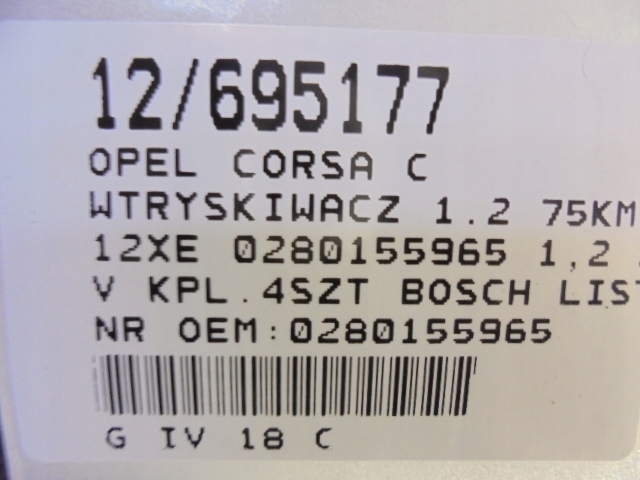 12/695177
OPEL CORSA C
WTRYSKIWACZ 1.2 75KM
12XE 0280155965 1,2
V KPL.4SZT BOSCH LIST
NR OEM:0280155965
G IV 18 C